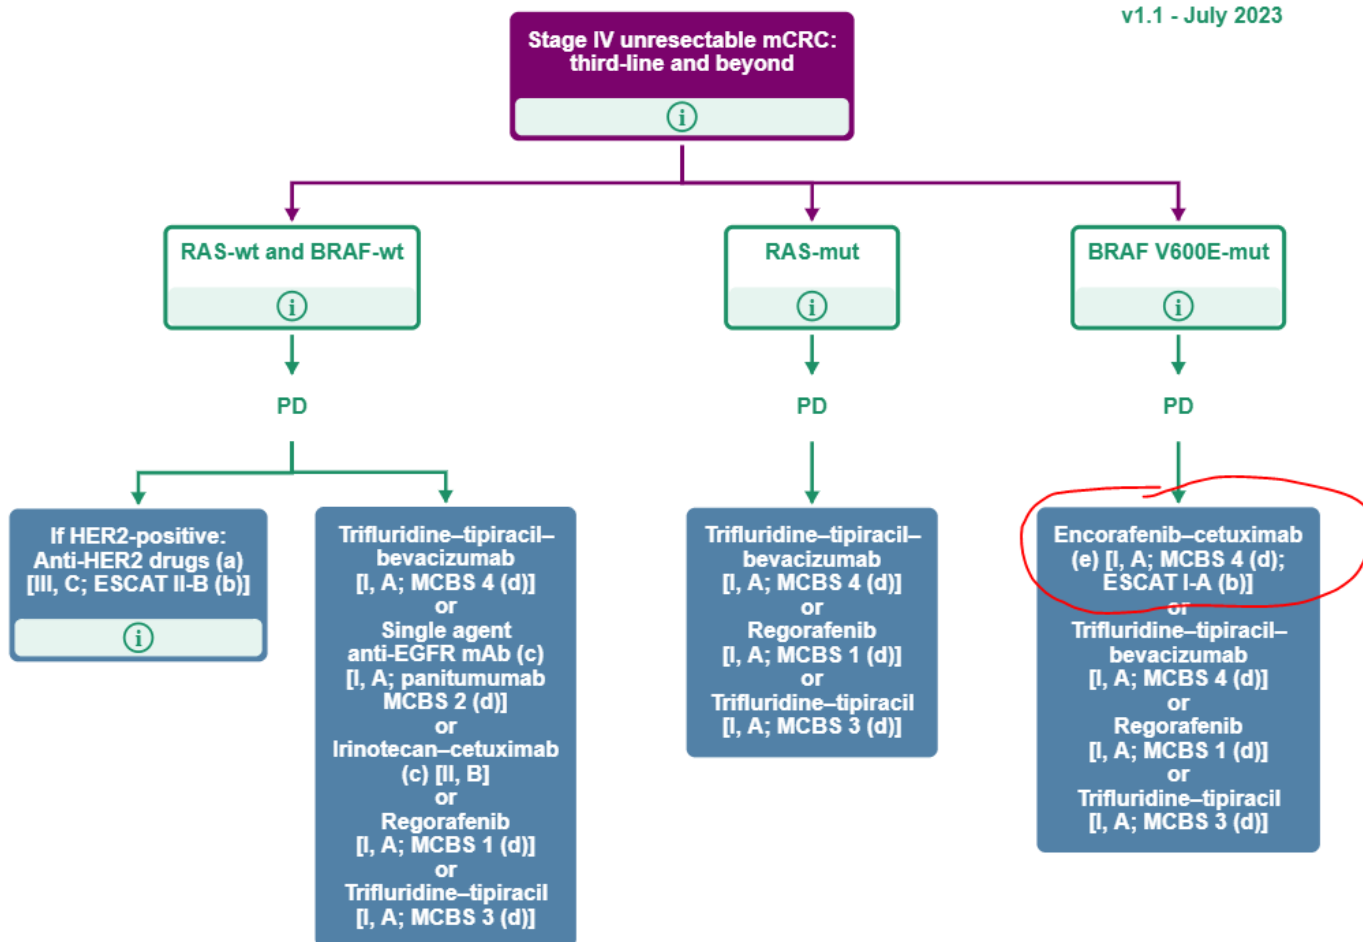 v1.1 - July 2023
Stage IV unresectable mCRC:
third-line and beyond
i
RAS-wt and BRAF-wt
i
RAS-mut
i
BRAF V600E-mut
i
PD
PD
PD
If HER2-positive:
Anti-HER2 drugs (a)
[III, C; ESCAT II-B (b)]
i
Trifluridine–tipiracil–
bevacizumab
[I, A; MCBS 4 (d)]
or
Single agent
anti-EGFR mAb (c)
[I, A; panitumumab
MCBS 2 (d)]
or
Irinotecan–cetuximab
(c) [II, B]
or
Regorafenib
[I, A; MCBS 1 (d)]
or
Trifluridine–tipiracil
[I, A; MCBS 3 (d)]
Trifluridine–tipiracil–
bevacizumab
[I, A; MCBS 4 (d)]
or
Regorafenib
[I, A; MCBS 1 (d)]
or
Trifluridine–tipiracil
[I, A; MCBS 3 (d)]
Encorafenib–cetuximab
(e) [I, A; MCBS 4 (d);
ESCAT I-A (b)]
or
Trifluridine–tipiracil–
bevacizumab
[I, A; MCBS 4 (d)]
or
Regorafenib
[I, A; MCBS 1 (d)]
or
Trifluridine–tipiracil
[I, A; MCBS 3 (d)]